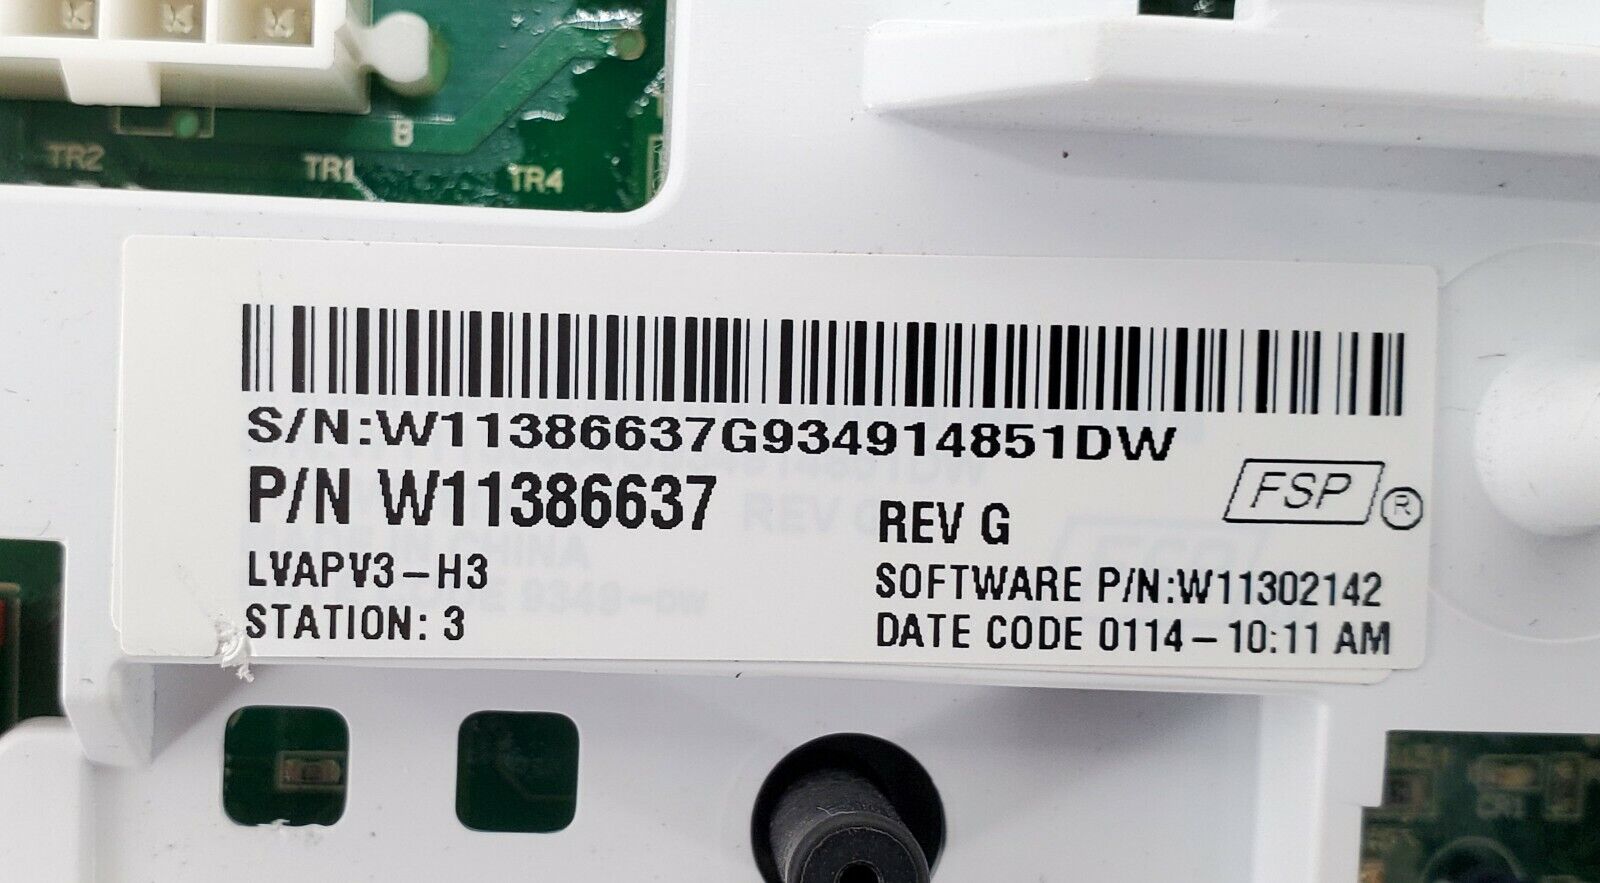 B
TR2 TR1 TR4
S/N:W11386637G934914851DW
P/N W11386637 REV G FSP ®
LVAPV3-H3 SOFTWARE P/N:W11302142
STATION: 3 DATE CODE 0114-10:11 AM